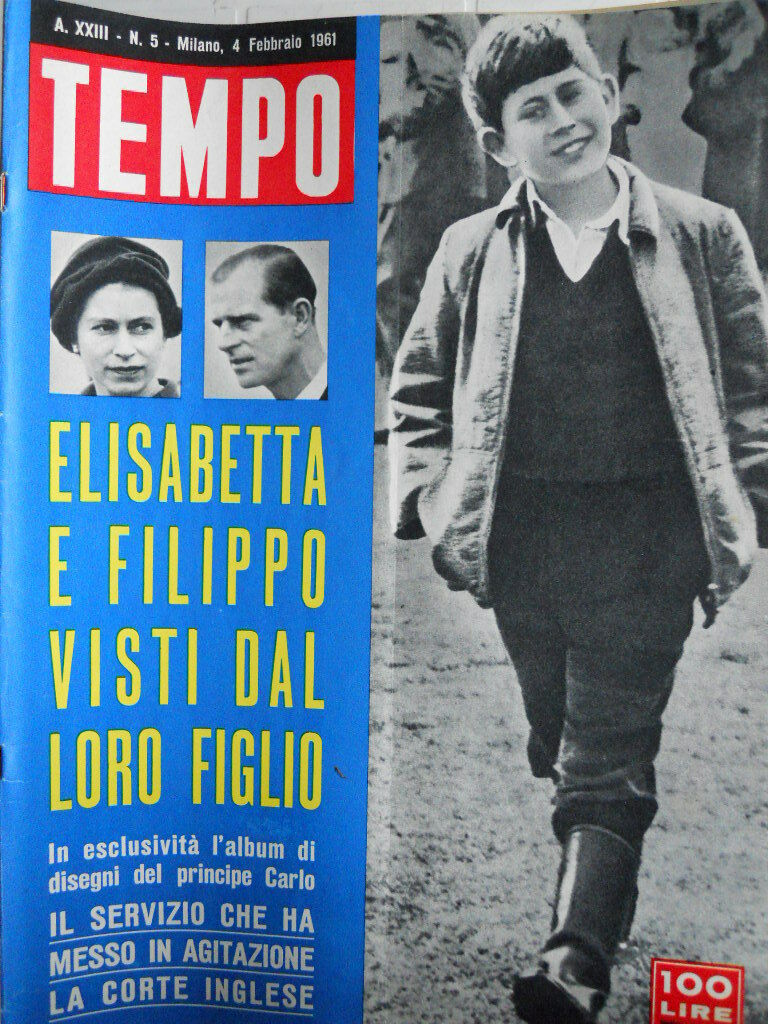 A. XXIII - N. 5 - Milano, 4 Febbraio 1961
TEMPO
ELISABETTA
E FILIPPO
VISTI DAL
LORO FIGLIO
In esclusività l'album di
disegni del principe Carlo
IL SERVIZIO CHE HA
MESSO IN AGITAZIONE
LA CORTE INGLESE
100
LIRE